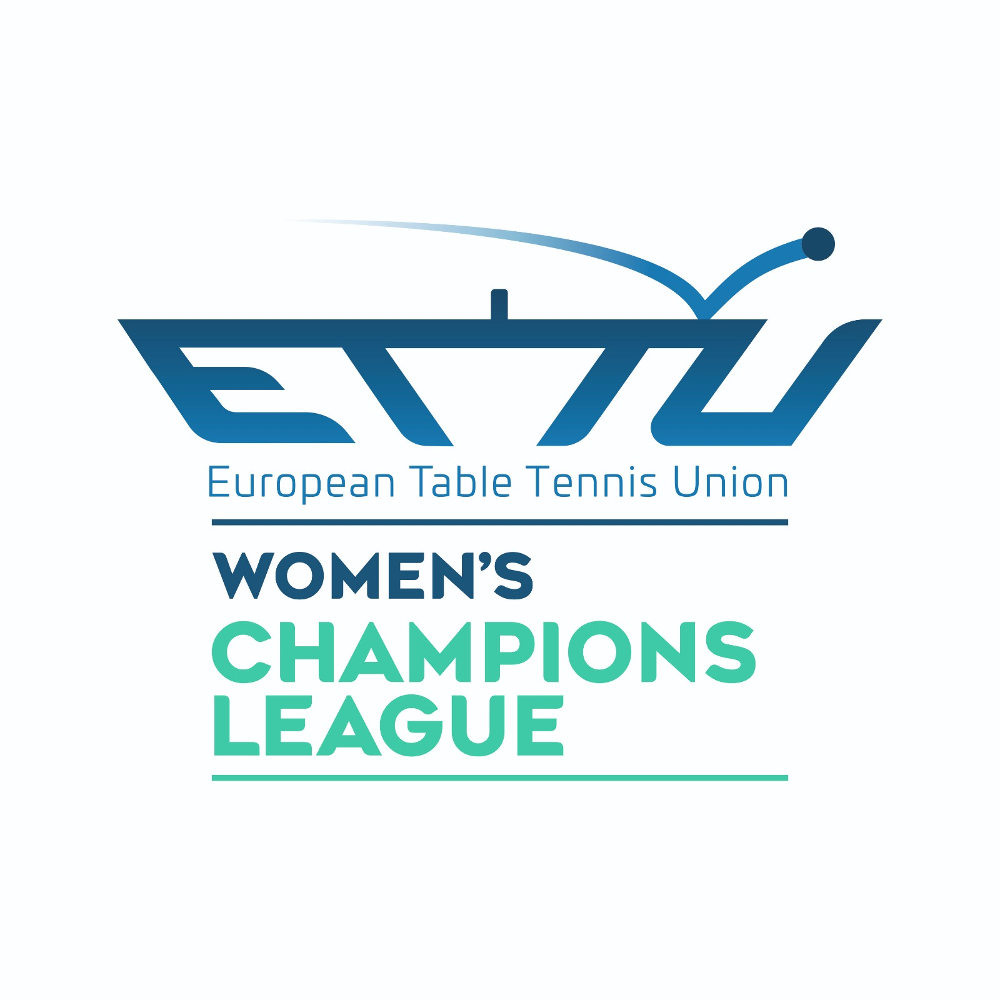 ETTU
European Table Tennis Union
WOMEN’S
CHAMPIONS
LEAGUE